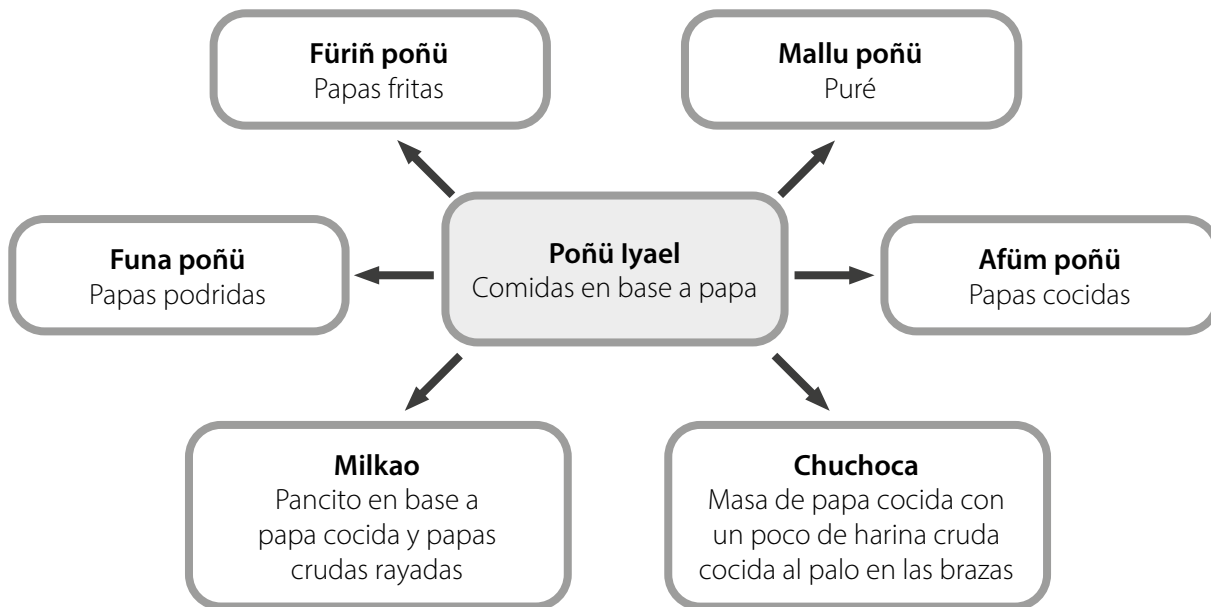 Füriñ poñü
Papas fritas
Mallu poñü
Puré
Funa poñü
Papas podridas
Poñü Iyael
Comidas en base a papa
Afüm poñü
Papas cocidas
Milkao
Pancito en base a
papa cocida y papas
crudas rayadas
Chuchoca
Masa de papa cocida con
un poco de harina cruda
cocida al palo en las brazas